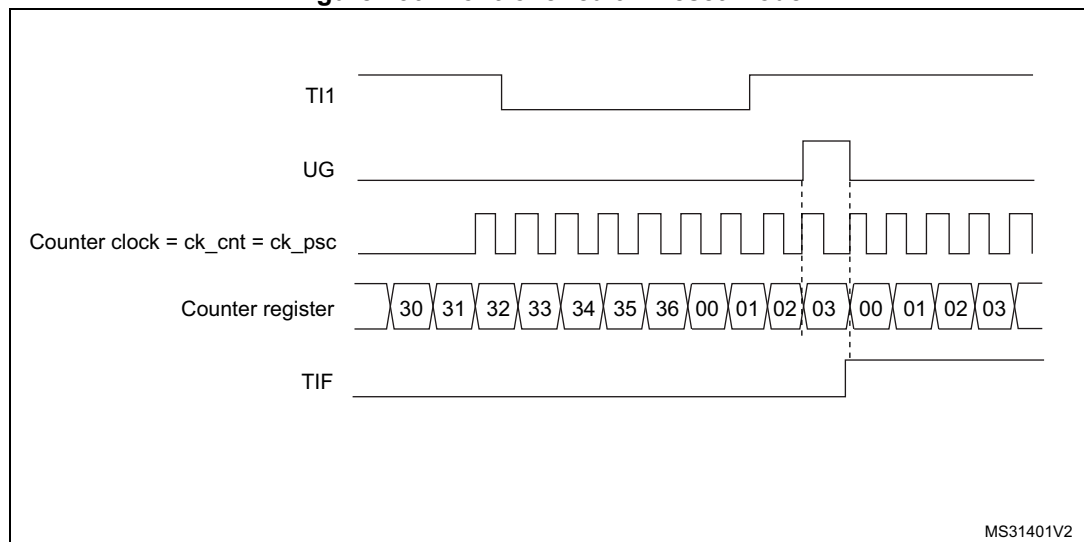 TI1
UG
Counter clock = ck_cnt = ck_psc
Counter register 30 31 32 33 34 35 36 00 01 02 03 00 01 02 03
TIF
MS31401V2